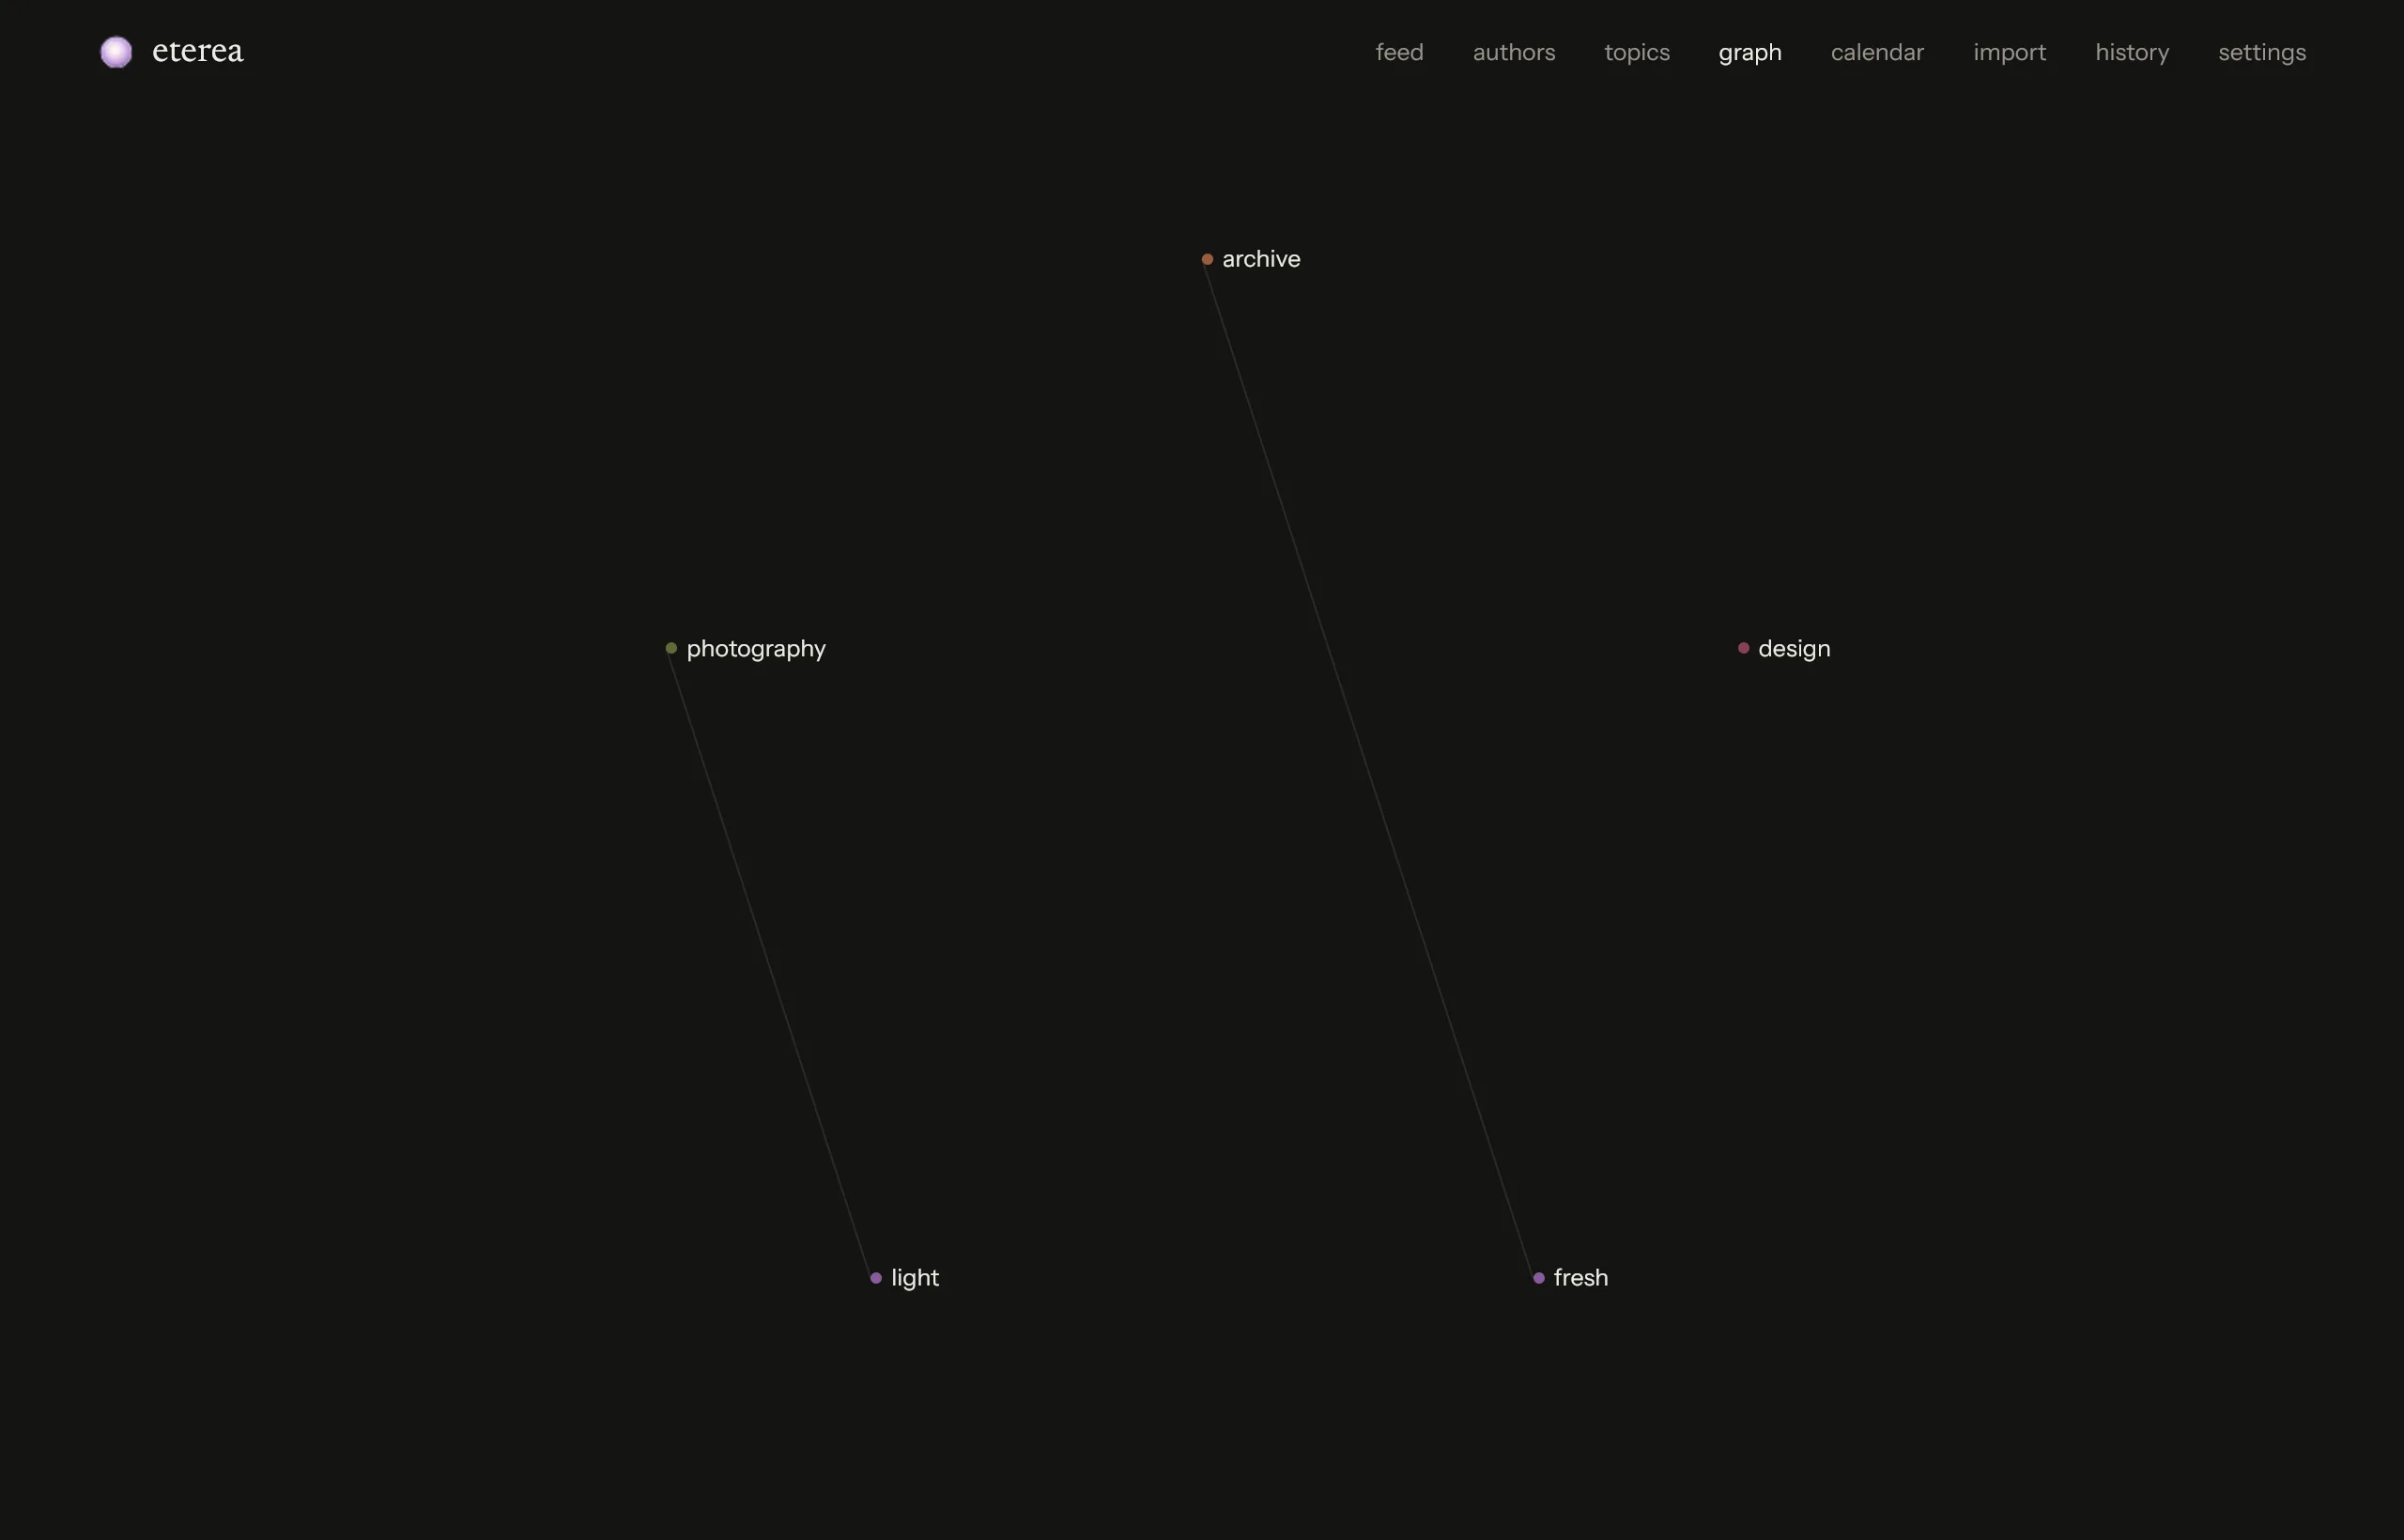 eterea
feed authors topics graph calendar import history settings
archive
photography
design
light
fresh